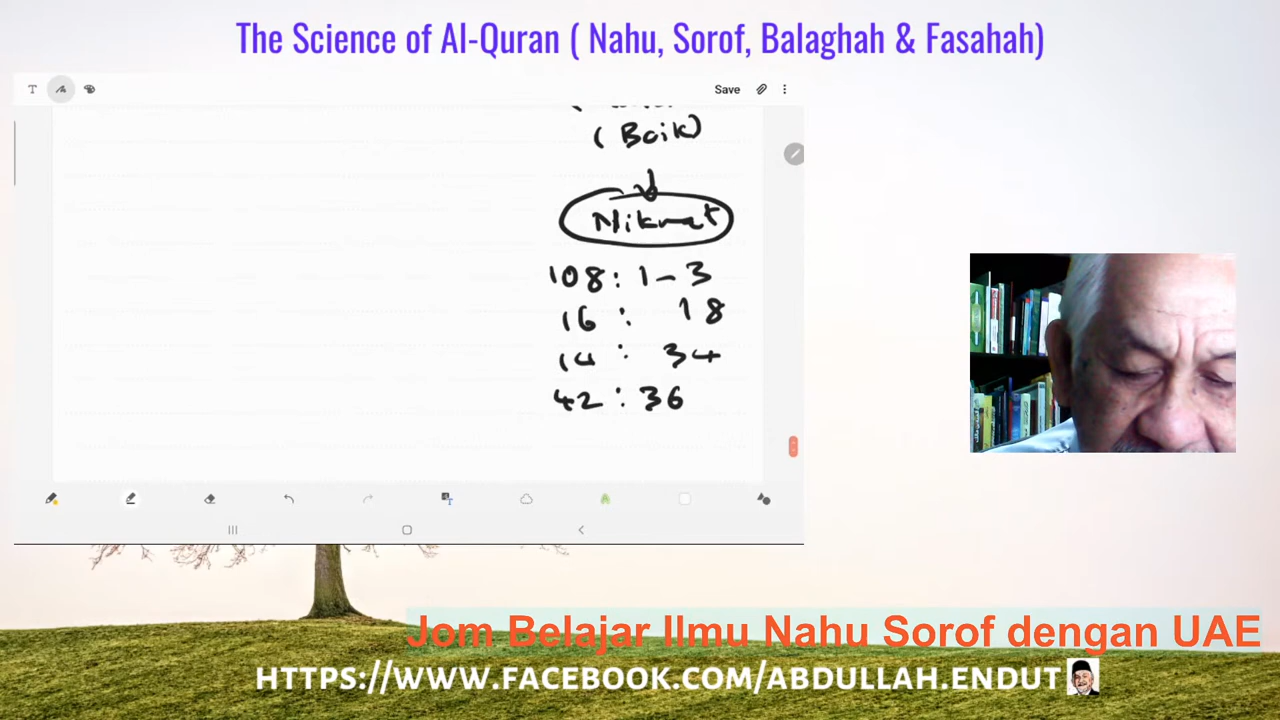 The Science of Al-Quran ( Nahu, Sorof, Balaghah & Fasahah)
T
Save
(Baik)
Nikmat
108: 1-3
16 : 18
14 : 34
42 : 36
Jom Belajar Ilmu Nahu Sorof dengan UAE
HTTPS://WWW.FACEBOOK.COM/ABDULLAH.ENDUT